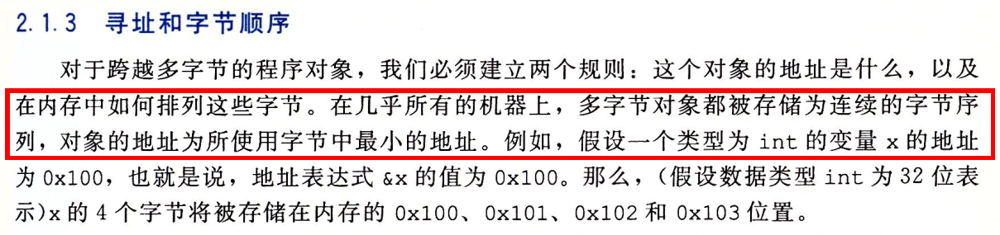 2.1.3 寻址和字节顺序
对于跨越多字节的程序对象，我们必须建立两个规则：这个对象的地址是什么，以及
在内存中如何排列这些字节。在几乎所有的机器上，多字节对象都被存储为连续的字节序
列，对象的地址为所使用字节中最小的地址。例如，假设一个类型为 int 的变量 x 的地址
为 0x100，也就是说，地址表达式 &x 的值为 0x100。那么，（假设数据类型 int 为 32 位表
示)x 的 4 个字节将被存储在内存的 0x100、0x101、0x102 和 0x103 位置。